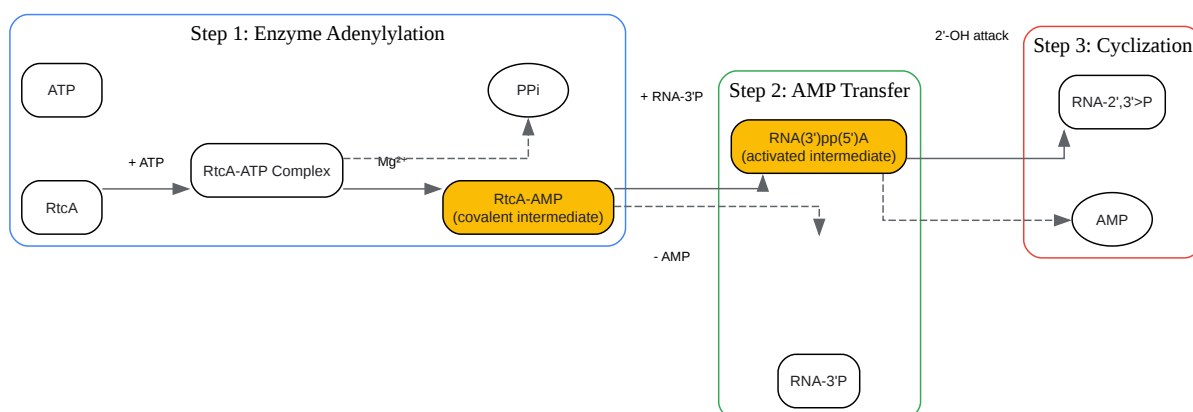 Step 1: Enzyme Adenylylation
ATP
PPi
+ ATP
RtcA-ATP Complex
Mg²⁺
RtcA
RtcA-AMP
(covalent intermediate)
+ RNA-3'P
- AMP
Step 2: AMP Transfer
RNA(3')pp(5')A
(activated intermediate)
RNA-3'P
2'-OH attack
Step 3: Cyclization
RNA-2',3'>P
AMP